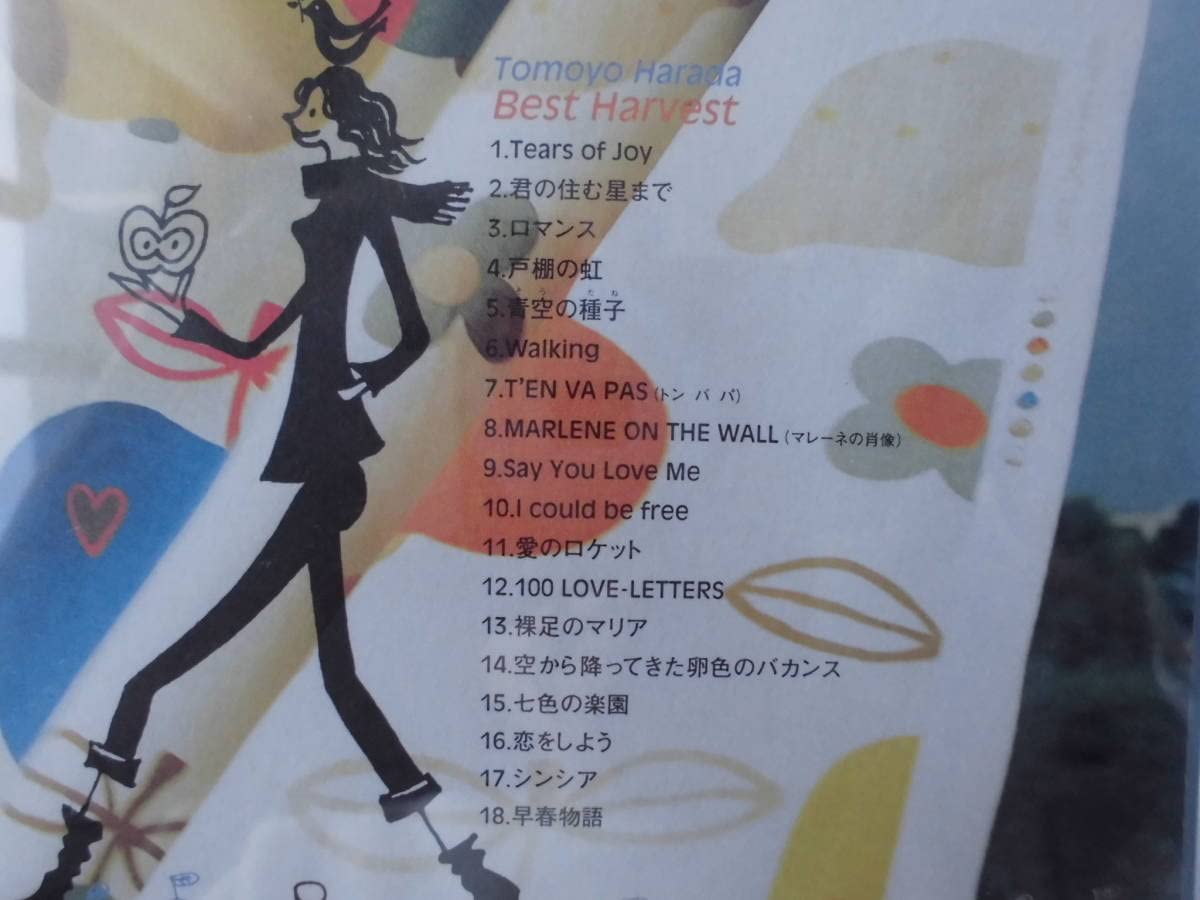 Tomoyo Harada
Best Harvest
1.Tears of Joy
2.君の住む星まで
3.ロマンス
4.戸棚の虹
5.青空の種子
6.Walking
7.T'EN VA PAS(トン バ パ)
8.MARLENE ON THE WALL(マレーネの肖像)
9.Say You Love Me
10.I could be free
11.愛のロケット
12.100 LOVE-LETTERS
13.裸足のマリア
14.空から降ってきた卵色のバカンス
15.七色の楽園
16.恋をしよう
17.シンシア
18.早春物語